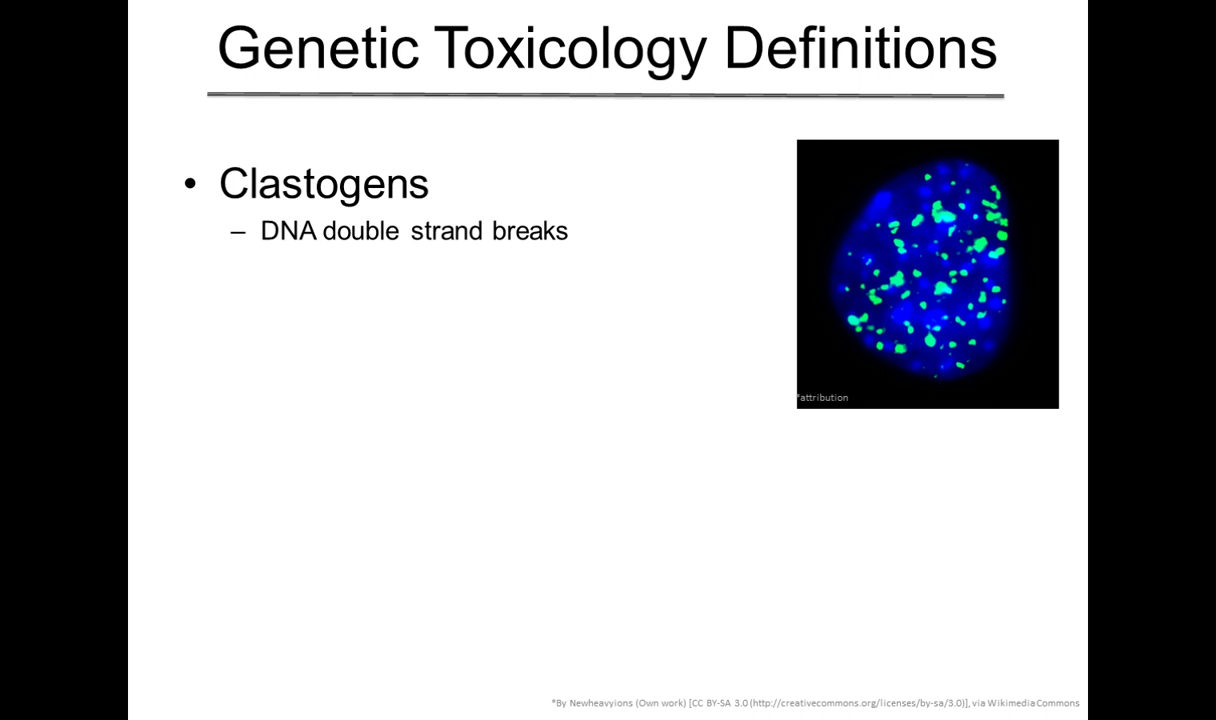 Genetic Toxicology Definitions
• Clastogens
– DNA double strand breaks
*attribution
*By Newheavyions (Own work) [CC BY-SA 3.0 (http://creativecommons.org/licenses/by-sa/3.0)], via Wikimedia Commons